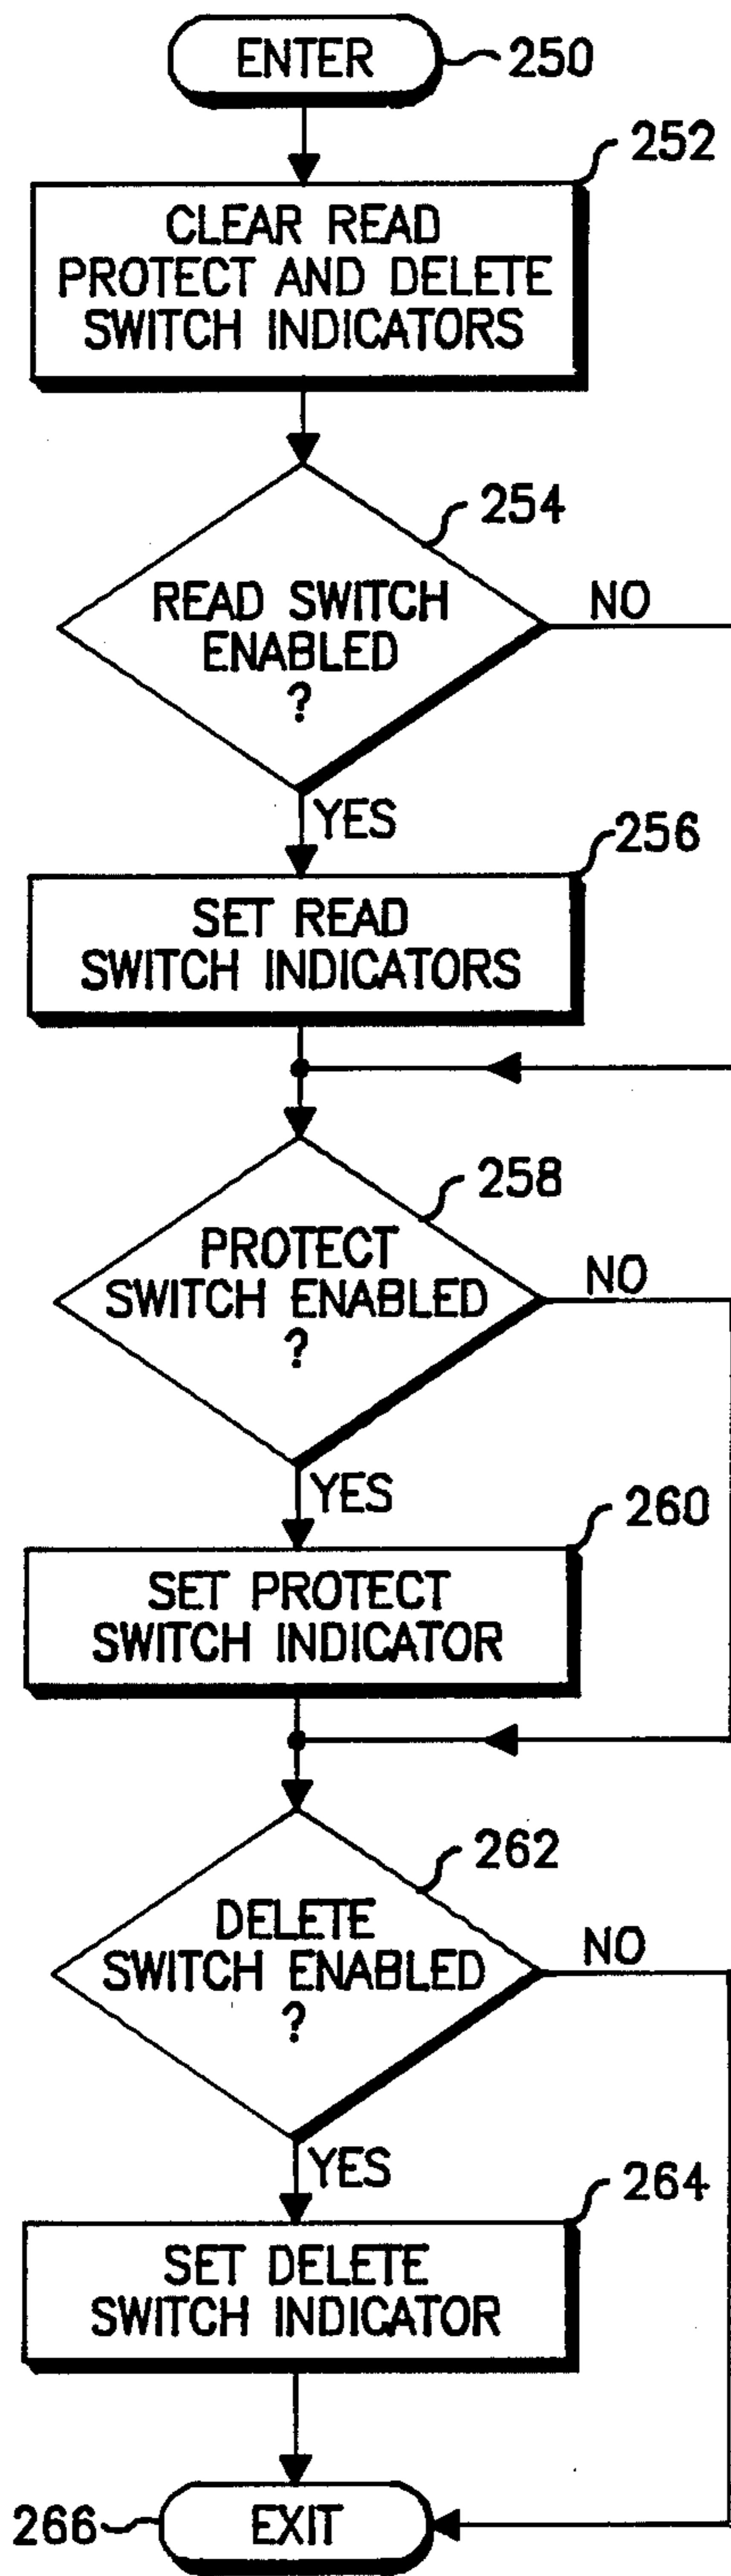 ENTER
250
252
CLEAR READ
PROTECT AND DELETE
SWITCH INDICATORS
254
READ SWITCH
ENABLED
?
NO
YES
256
SET READ
SWITCH INDICATORS
258
PROTECT
SWITCH ENABLED
?
NO
YES
260
SET PROTECT
SWITCH INDICATOR
262
DELETE
SWITCH ENABLED
?
NO
YES
264
SET DELETE
SWITCH INDICATOR
266
EXIT